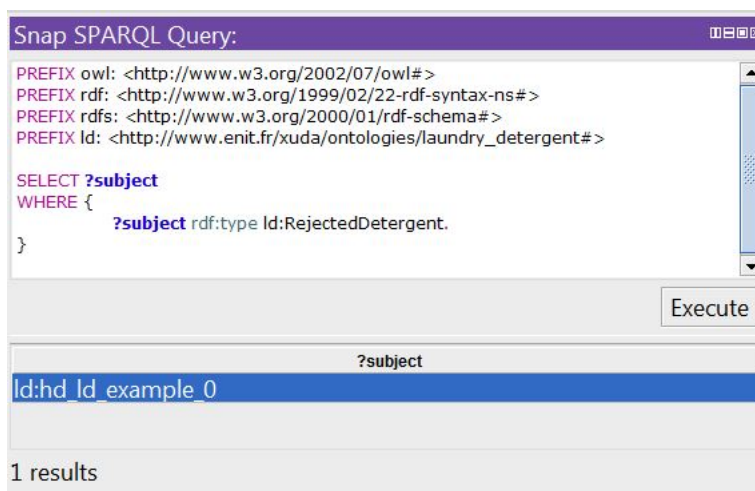 Snap SPARQL Query:
PREFIX owl: <http://www.w3.org/2002/07/owl#>
PREFIX rdf: <http://www.w3.org/1999/02/22-rdf-syntax-ns#>
PREFIX rdfs: <http://www.w3.org/2000/01/rdf-schema#>
PREFIX ld: <http://www.enit.fr/xuda/ontologies/laundry_detergent#>
SELECT ?subject
WHERE {
?subject rdf:type ld:RejectedDetergent.
}
Execute
?subject
ld:hd_ld_example_0
1 results